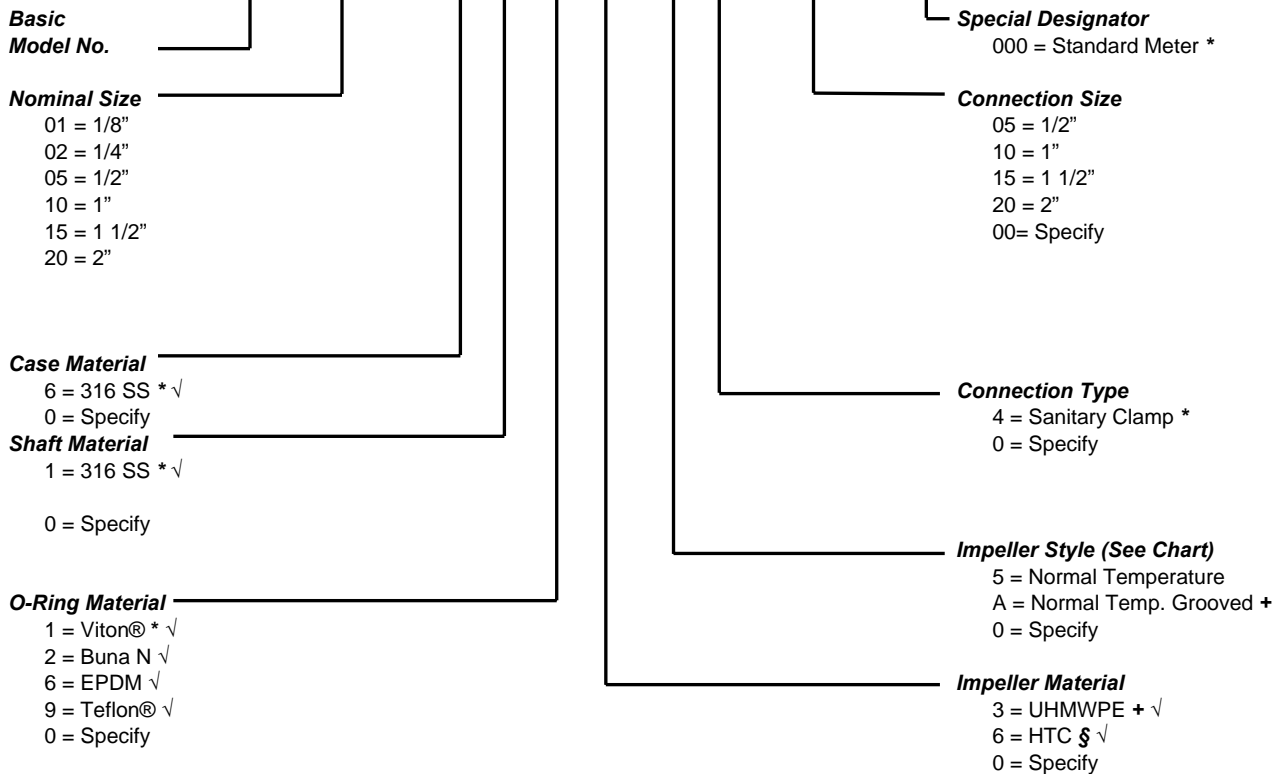 Basic
Model No.
Nominal Size
01 = 1/8”
02 = 1/4”
05 = 1/2”
10 = 1”
15 = 1 1/2”
20 = 2”
Case Material
6 = 316 SS * √
0 = Specify
Shaft Material
1 = 316 SS * √
0 = Specify
O-Ring Material
1 = Viton® * √
2 = Buna N √
6 = EPDM √
9 = Teflon® √
0 = Specify
Special Designator
000 = Standard Meter *
Connection Size
05 = 1/2”
10 = 1”
15 = 1 1/2”
20 = 2”
00= Specify
Connection Type
4 = Sanitary Clamp *
0 = Specify
Impeller Style (See Chart)
5 = Normal Temperature
A = Normal Temp. Grooved +
0 = Specify
Impeller Material
3 = UHMWPE + √
6 = HTC § √
0 = Specify